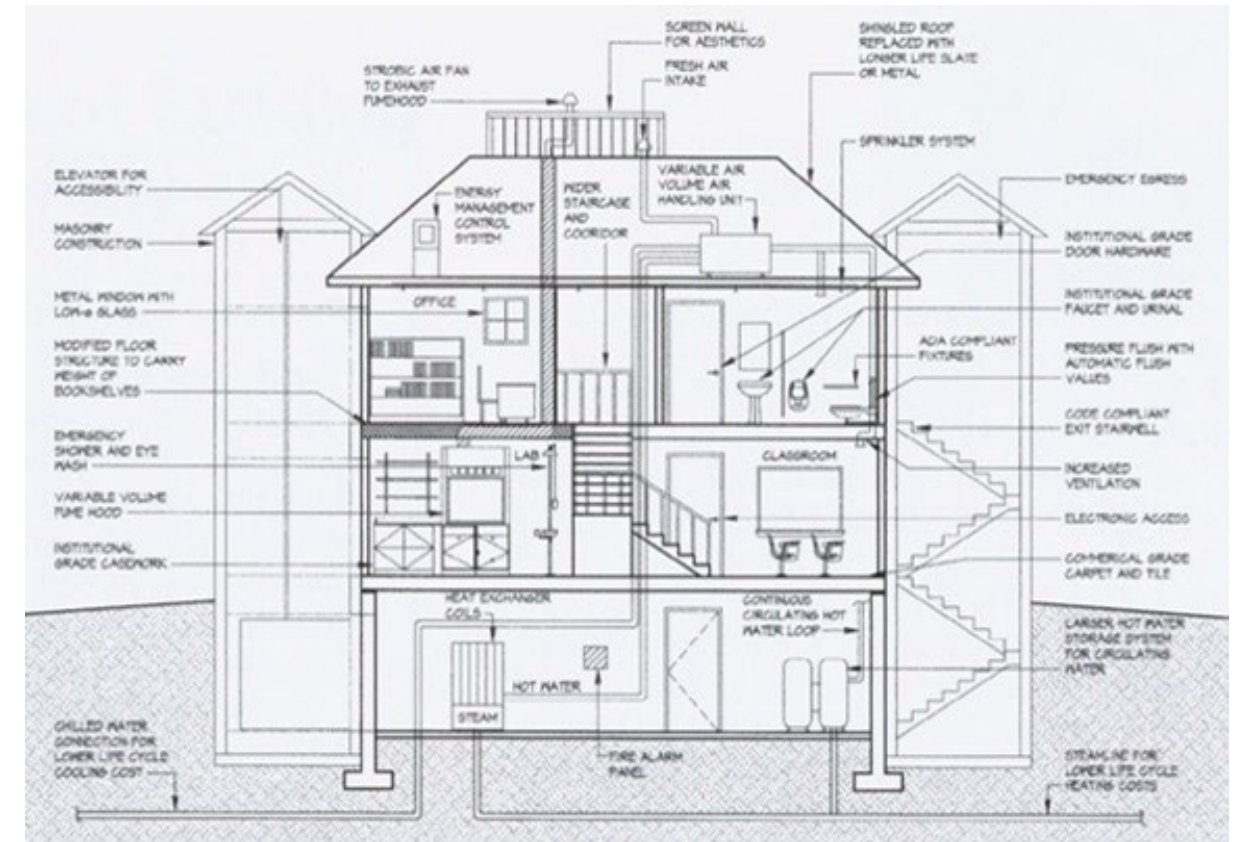 SCREEN WALL
FOR AESTHETICS
SHINGLED ROOF
REPLACED WITH
LONGER LIFE SLATE
OR METAL
STROBIC AIR FAN
TO EXHAUST
FUMEHOOD
FRESH AIR
INTAKE
SPRINKLER SYSTEM
ELEVATOR FOR
ACCESSIBILITY
ENERGY
MANAGEMENT
CONTROL
SYSTEM
WIDER
STAIRCASE
AND
COORIDOR
VARIABLE AIR
VOLUME AIR
HANDLING UNIT
EMERGENCY EGRESS
MASONRY
CONSTRUCTION
INSTITUTIONAL GRADE
DOOR HARDWARE
METAL WINDOW WITH
LOW-e GLASS
OFFICE
INSTITUTIONAL GRADE
FAUCET AND URINAL
MODIFIED FLOOR
STRUCTURE TO CARRY
WEIGHT OF
BOOKSHELVES
ADA COMPLIANT
FIXTURES
PRESSURE FLUSH WITH
AUTOMATIC FLUSH
VALUES
CODE COMPLIANT
EXIT STAIRWELL
EMERGENCY
SHOWER AND EYE
WASH
LAB
CLASSROOM
INCREASED
VENTILATION
VARIABLE VOLUME
FUME HOOD
ELECTRONIC ACCESS
INSTITUTIONAL
GRADE CASEWORK
COMMERICAL GRADE
CARPET AND TILE
HEAT EXCHANGER
COILS
CONTINUOUS
CIRCULATING HOT
WATER LOOP
LARGER HOT WATER
STORAGE SYSTEM
FOR CIRCULATING
WATER
HOT WATER
STEAM
FIRE ALARM
PANEL
CHILLED WATER
CONNECTION FOR
LOWER LIFE CYCLE
COOLING COST
STEAMLINE FOR
LOWER LIFE CYCLE
HEATING COSTS